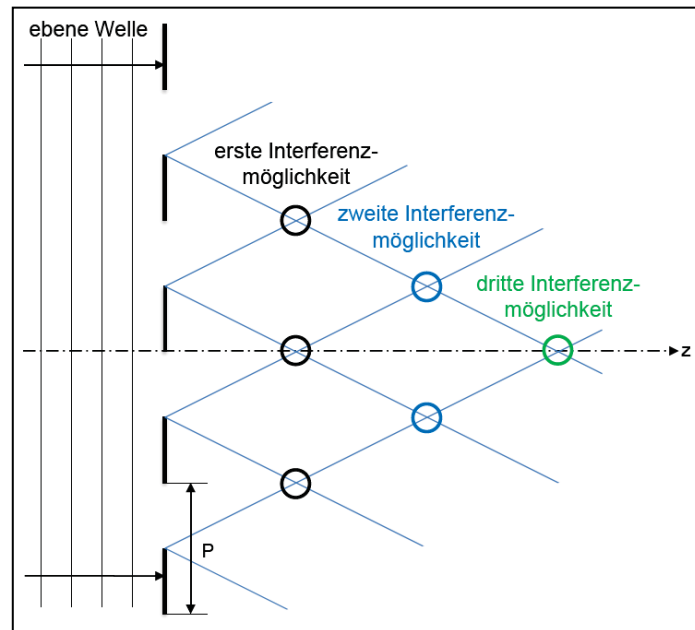 ebene Welle
erste Interferenz-
möglichkeit
zweite Interferenz-
möglichkeit
dritte Interferenz-
möglichkeit
z
P